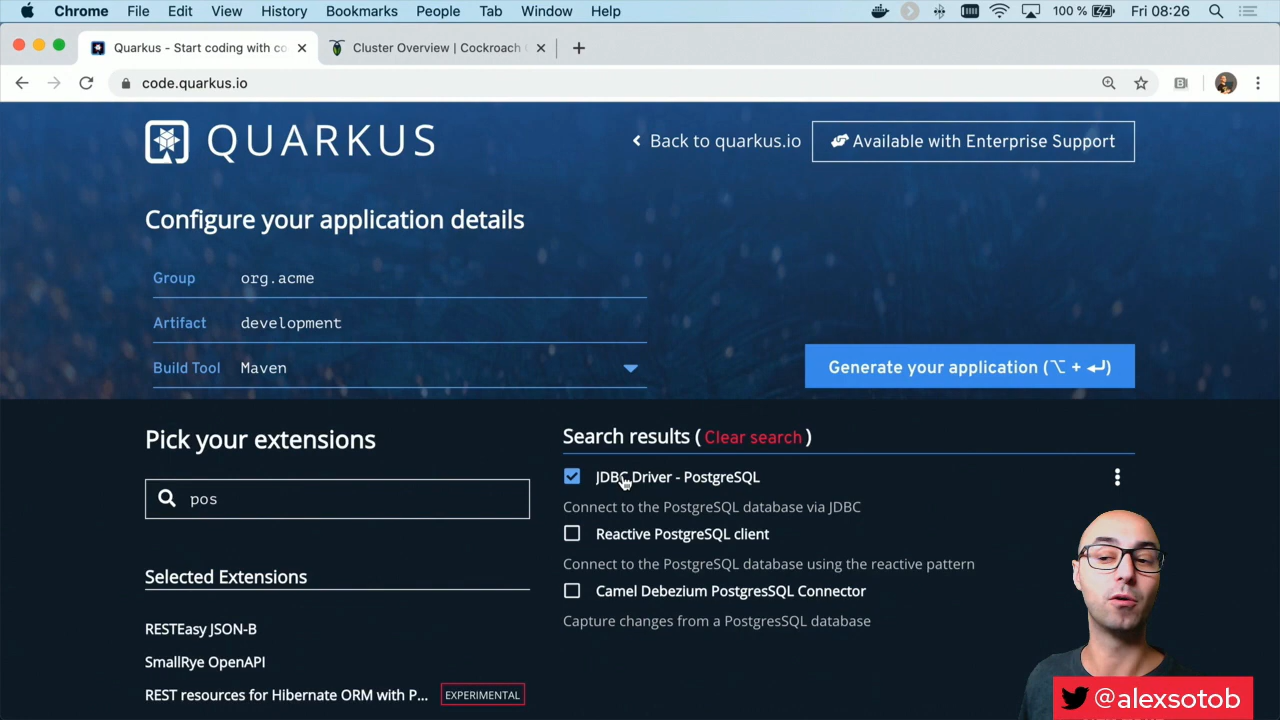 Chrome File Edit View History Bookmarks People Tab Window Help 100 % Fri 08:26
Quarkus - Start coding with co
Cluster Overview | Cockroach
code.quarkus.io
QUARKUS
Back to quarkus.io
Available with Enterprise Support
Configure your application details
Group org.acme
Artifact development
Build Tool Maven
Generate your application (⌥ + ↵)
Pick your extensions
pos
Selected Extensions
RESTEasy JSON-B
SmallRye OpenAPI
REST resources for Hibernate ORM with P... EXPERIMENTAL
Search results ( Clear search )
JDBC Driver - PostgreSQL
Connect to the PostgreSQL database via JDBC
Reactive PostgreSQL client
Connect to the PostgreSQL database using the reactive pattern
Camel Debezium PostgresSQL Connector
Capture changes from a PostgresSQL database
@alexsotob